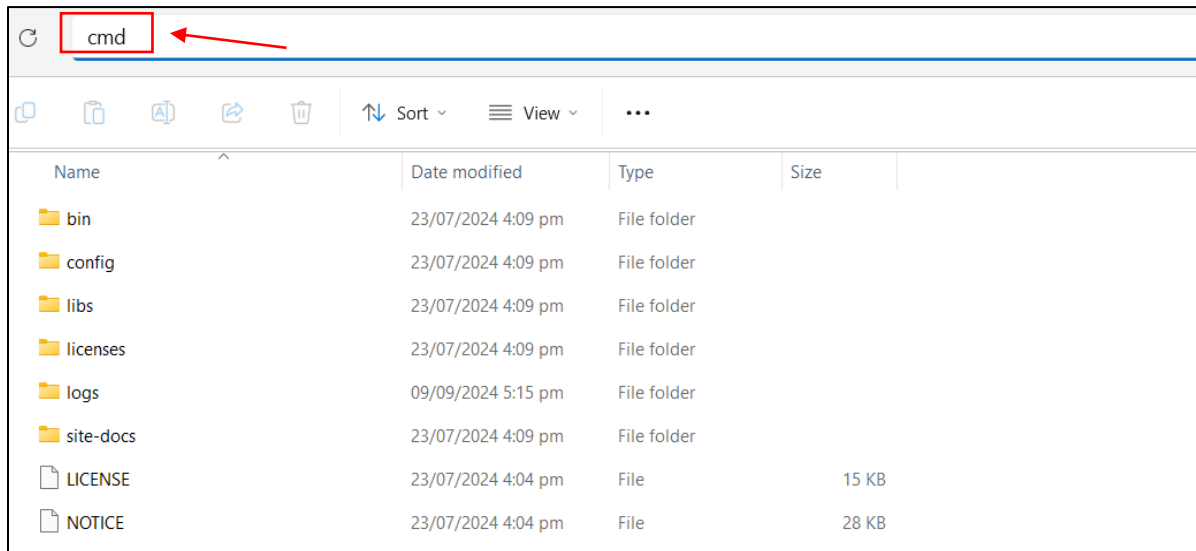 cmd
Sort View
Name Date modified Type Size
bin 23/07/2024 4:09 pm File folder
config 23/07/2024 4:09 pm File folder
libs 23/07/2024 4:09 pm File folder
licenses 23/07/2024 4:09 pm File folder
logs 09/09/2024 5:15 pm File folder
site-docs 23/07/2024 4:09 pm File folder
LICENSE 23/07/2024 4:04 pm File 15 KB
NOTICE 23/07/2024 4:04 pm File 28 KB